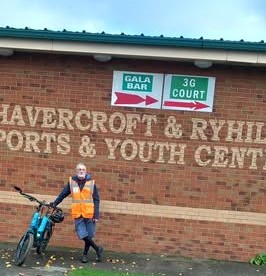 GALA
BAR
3G
COURT
HAVERCROFT & RYHIL
PORTS & YOUTH CENT